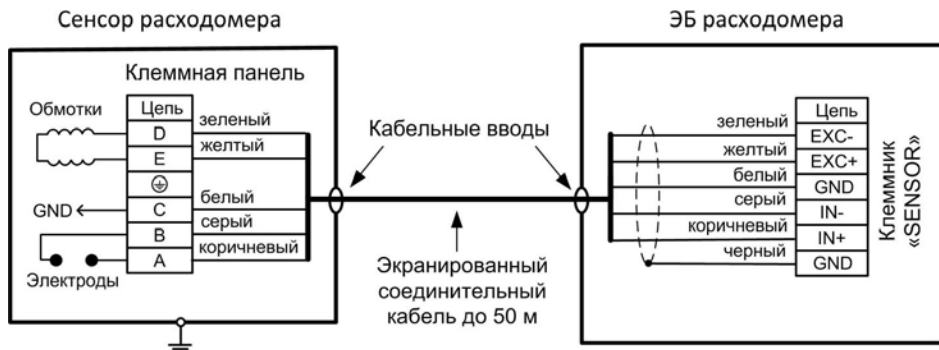 Сенсор расходомера
ЭБ расходомера
Клеммная панель
Обмотки
Цепь
D
E
C
B
A
зеленый
желтый
белый
серый
коричневый
GND
Электроды
Кабельные вводы
Экранированный
соединительный
кабель до 50 м
зеленый
желтый
белый
серый
коричневый
черный
Цепь
EXC-
EXC+
GND
IN-
IN+
GND
Клеммник
«SENSOR»